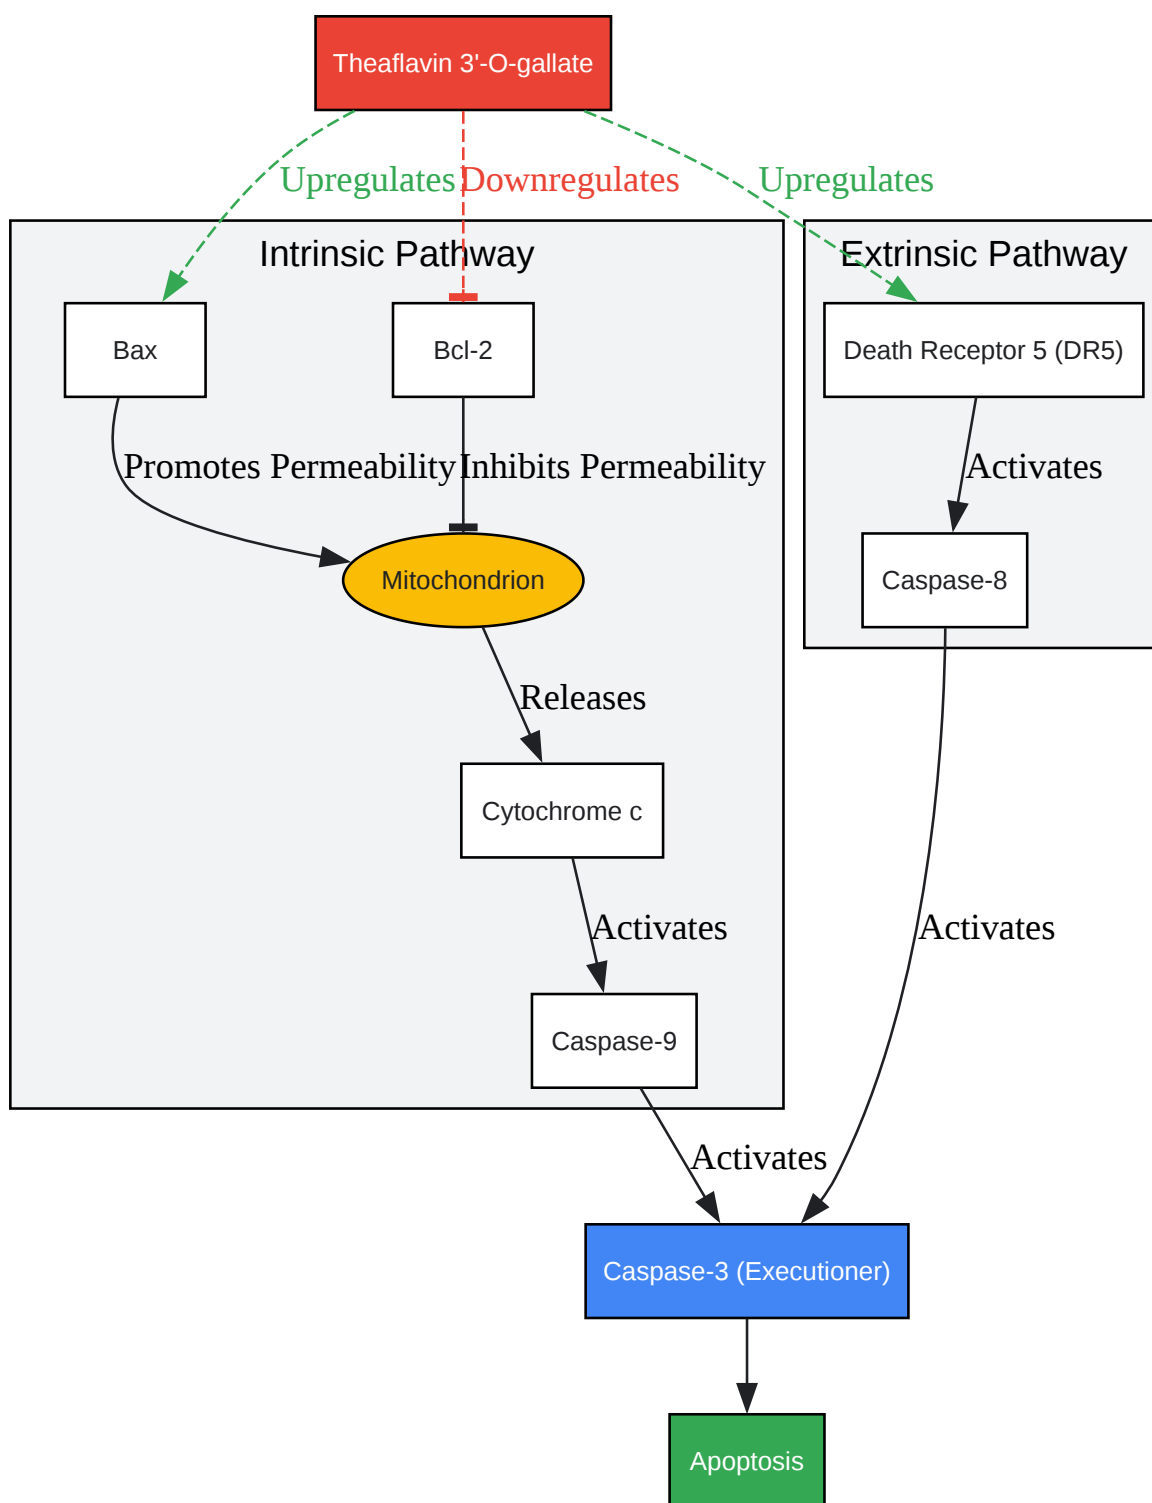 Theaflavin 3'-O-gallate
Upregulates
Downregulates
Upregulates
Intrinsic Pathway
Extrinsic Pathway
Bax
Bcl-2
Death Receptor 5 (DR5)
Promotes Permeability
Inhibits Permeability
Activates
Mitochondrion
Caspase-8
Releases
Cytochrome c
Activates
Activates
Caspase-9
Activates
Caspase-3 (Executioner)
Apoptosis